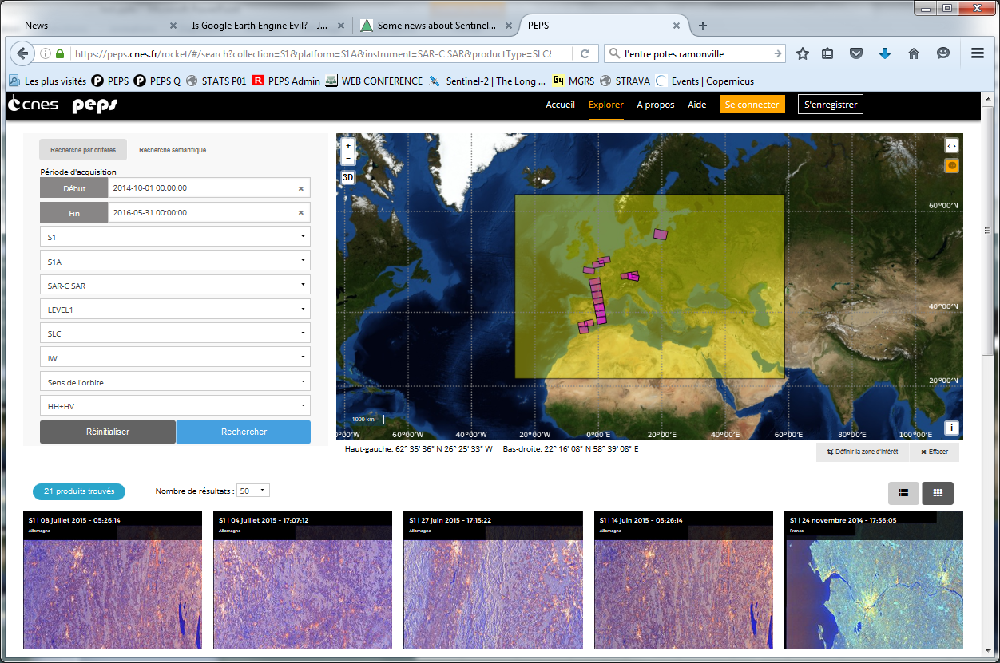 News
Is Google Earth Engine Evil? – J...
Some news about Sentinel...
PEPS
https://peps.cnes.fr/rocket/#/search?collection=S1&platform=S1A&instrument=SAR-C SAR&productType=SLC&
l'entre potes ramonville
Les plus visités PEPS PEPS Q STATS P01 PEPS Admin WEB CONFERENCE Sentinel-2 | The Long ... MGRS STRAVA Events | Copernicus
cnes peps
Accueil Explorer A propos Aide Se connecter S'enregistrer
Recherche par critères Recherche sémantique
Période d'acquisition
Début 2014-10-01 00:00:00
Fin 2016-05-31 00:00:00
S1
S1A
SAR-C SAR
LEVEL1
SLC
IW
Sens de l'orbite
HH+HV
Réinitialiser Rechercher
+
−
3D
60°00'N
40°00'N
20°00'N
1000 km
°00'W 60°00'W 40°00'W 20°00'W 0°00'E 20°00'E 40°00'E 60°00'E 80°00'E 100°00'E
i
Haut-gauche: 62° 35' 36" N 26° 25' 33" W Bas-droite: 22° 16' 08" N 58° 39' 08" E
Définir la zone d'intérêt Effacer
21 produits trouvés
Nombre de résultats : 50
S1 | 08 juillet 2015 - 05:26:14
Allemagne
S1 | 04 juillet 2015 - 17:07:12
Allemagne
S1 | 27 juin 2015 - 17:15:22
Allemagne
S1 | 14 juin 2015 - 05:26:14
Allemagne
S1 | 24 novembre 2014 - 17:56:05
France